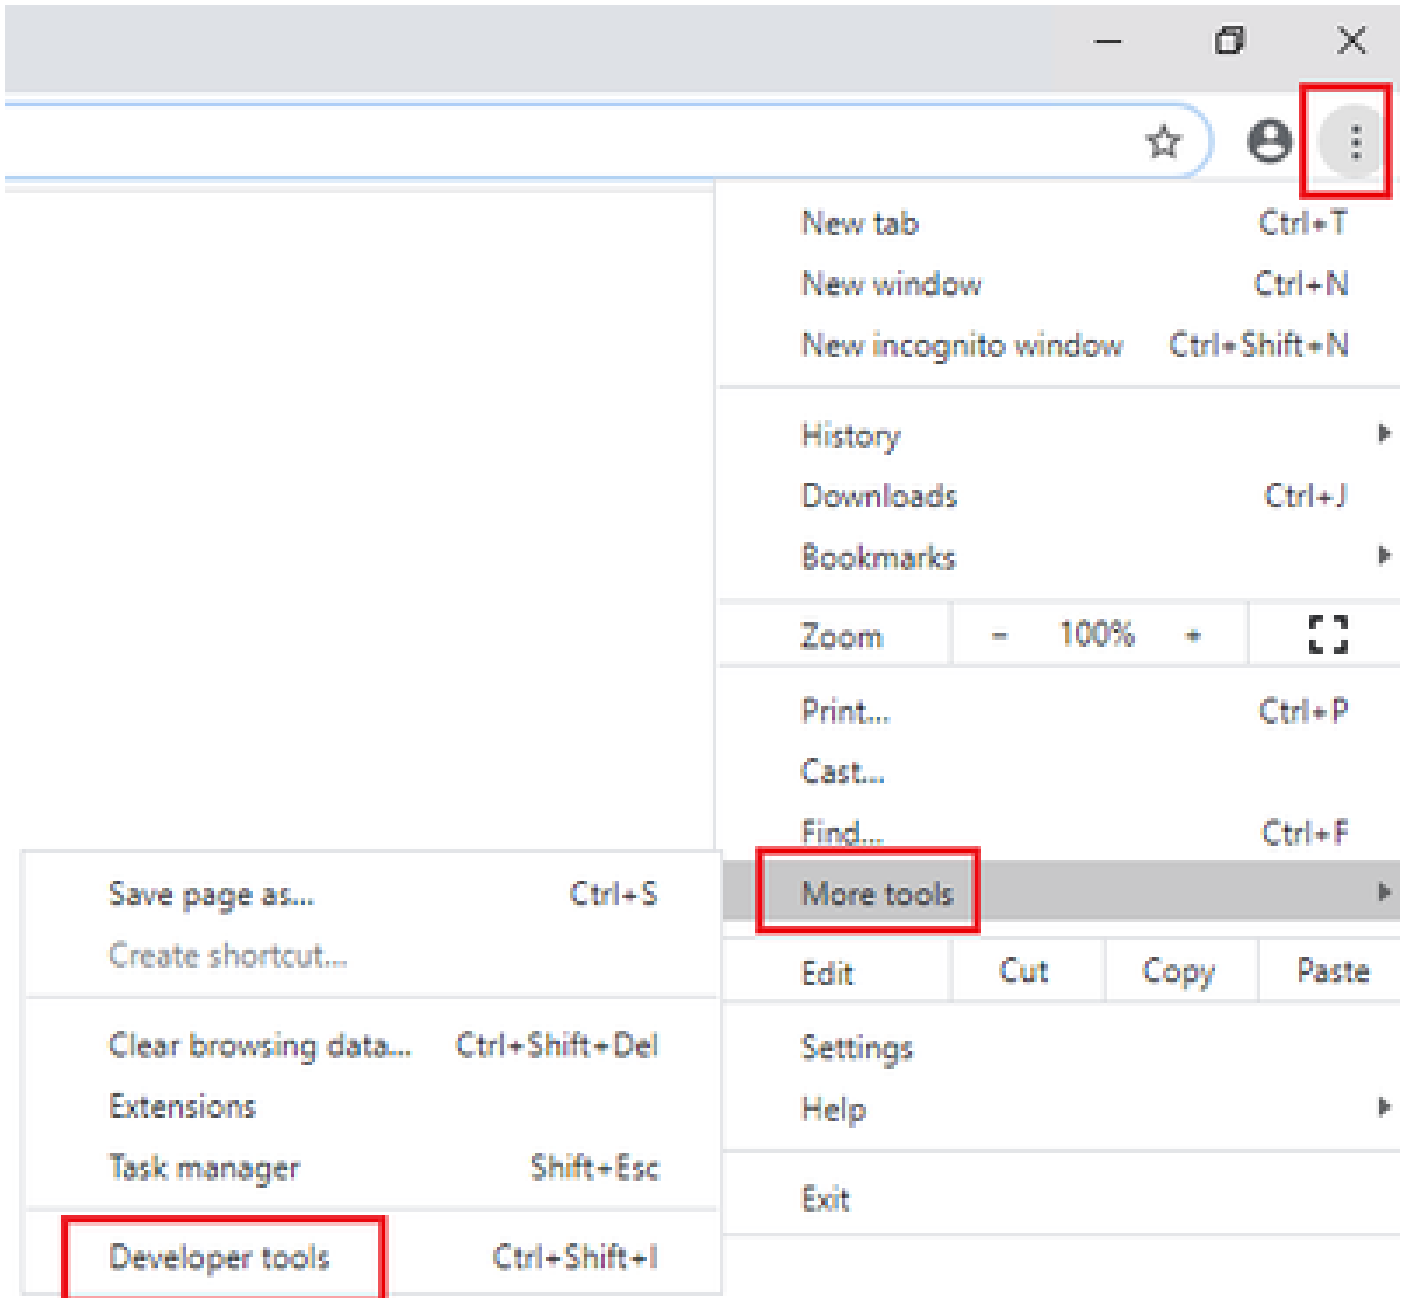 New tab Ctrl+T
New window Ctrl+N
New incognito window Ctrl+Shift+N
History
Downloads Ctrl+J
Bookmarks
Zoom - 100% +
Print... Ctrl+P
Cast...
Find... Ctrl+F
More tools
Edit Cut Copy Paste
Settings
Help
Exit
Save page as... Ctrl+S
Create shortcut...
Clear browsing data... Ctrl+Shift+Del
Extensions
Task manager Shift+Esc
Developer tools Ctrl+Shift+I